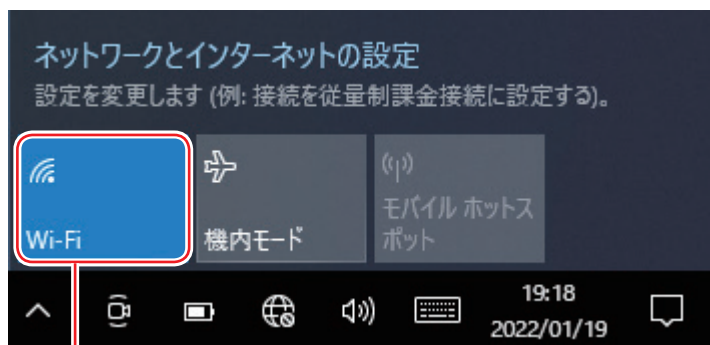 ネットワークとインターネットの設定
設定を変更します (例: 接続を従量制課金接続に設定する)。
Wi-Fi
機内モード
モバイル ホットス
ポット
19:18
2022/01/19